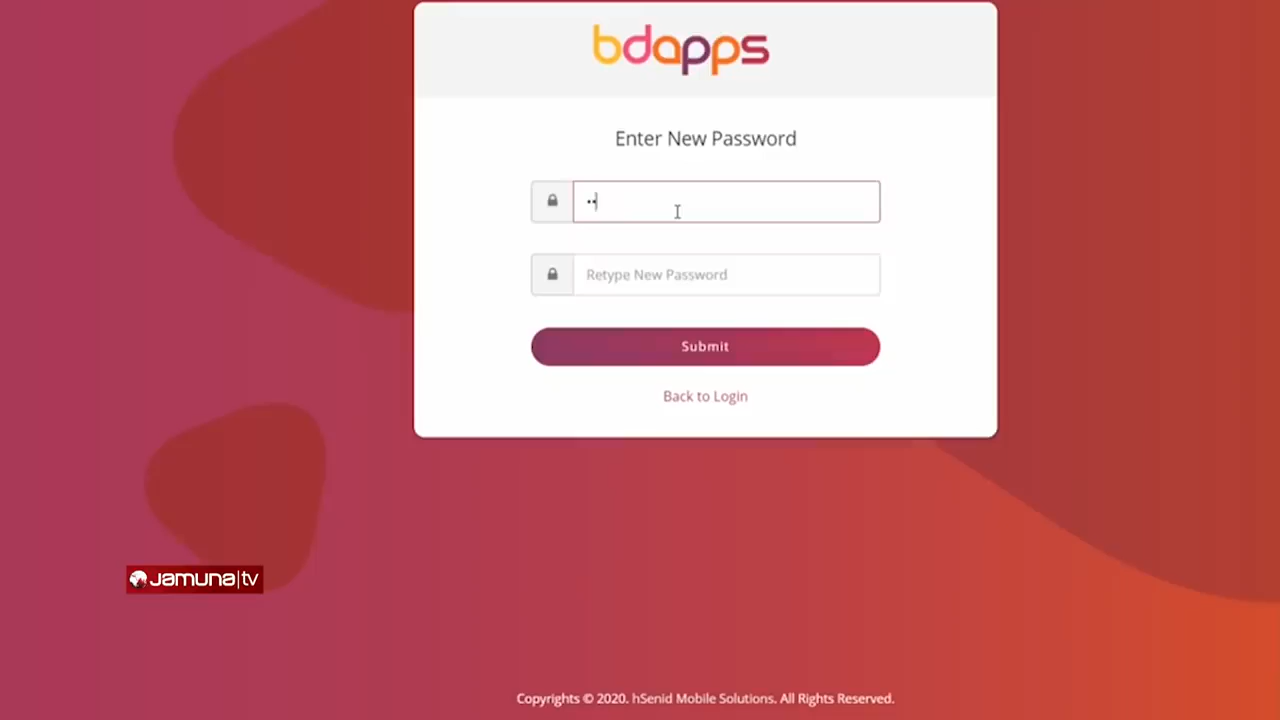 bdapps
Enter New Password
Retype New Password
Submit
Back to Login
Jamuna|tv
Copyrights © 2020. hSenid Mobile Solutions. All Rights Reserved.